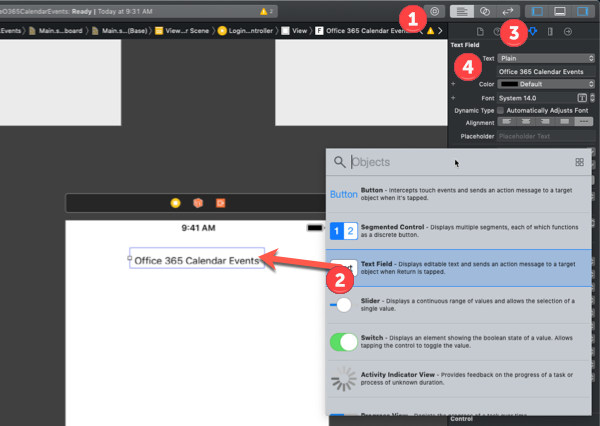 eO365CalendarEvents: Ready | Today at 9:31 AM
2
1
Events)
Main.s...board
Main.s...(Base)
View...r Scene
Login...ntroller
View
F Office 365 Calendar Events
3
Text Field
4
Text Plain
Office 365 Calendar Events
+ Color Default
+ Font System 14.0
Dynamic Type Automatically Adjusts Font
Alignment
Placeholder Placeholder Text
Objects
Button
Button - Intercepts touch events and sends an action message to a target
object when it's tapped.
1 2
Segmented Control - Displays multiple segments, each of which functions
as a discrete button.
9:41 AM
Office 365 Calendar Events
2
Text Field - Displays editable text and sends an action message to a target
object when Return is tapped.
Slider - Displays a continuous range of values and allows the selection of a
single value.
Switch - Displays an element showing the boolean state of a value. Allows
tapping the control to toggle the value.
Activity Indicator View - Provides feedback on the progress of a task or
process of unknown duration.
Control